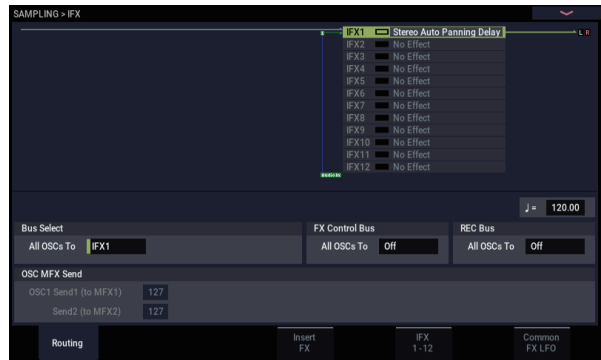 SAMPLING > IFX
IFX1 Stereo Auto Panning Delay L R
IFX2 No Effect
IFX3 No Effect
IFX4 No Effect
IFX5 No Effect
IFX6 No Effect
IFX7 No Effect
IFX8 No Effect
IFX9 No Effect
IFX10 No Effect
IFX11 No Effect
IFX12 No Effect
audio in
♩ = 120.00
Bus Select
All OSCs To IFX1
FX Control Bus
All OSCs To Off
REC Bus
All OSCs To Off
OSC MFX Send
OSC1 Send1 (to MFX1) 127
Send2 (to MFX2) 127
Routing
Insert
FX
IFX
1-12
Common
FX LFO